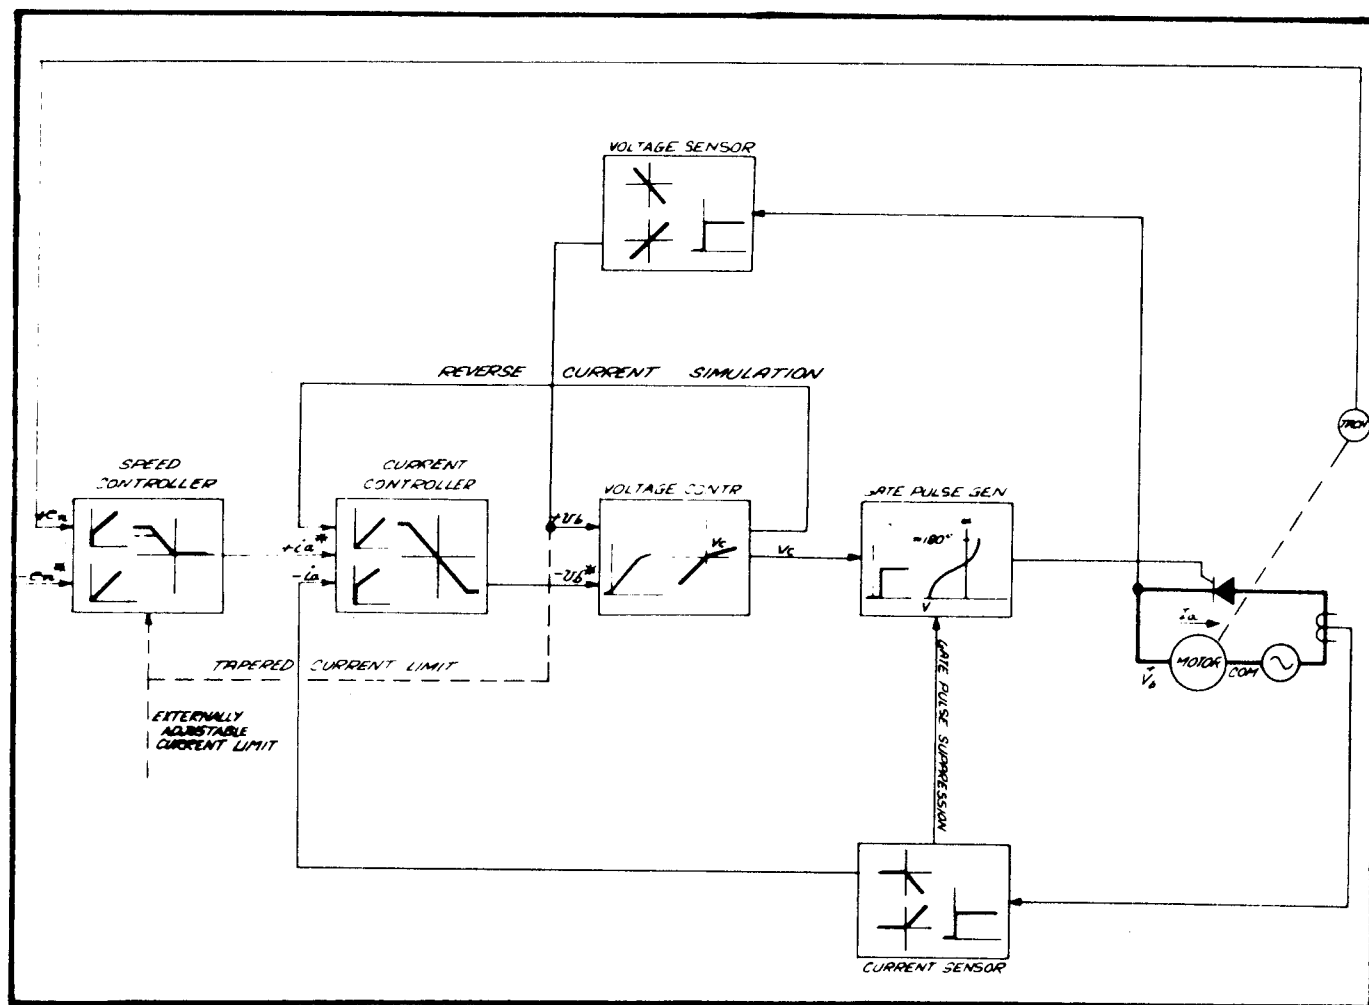 VOLTAGE SENSOR
REVERSE CURRENT SIMULATION
SPEED
CONTROLLER
CURRENT
CONTROLLER
VOLTAGE CONTR
GATE PULSE GEN
TACH
+en
-en*
+ia*
-ia
+vb
-vb*
Vc
Vc
∞
≈180°
V
Ia
MOTOR
COM
Vb
TAPERED CURRENT LIMIT
EXTERNALLY
ADJUSTABLE
CURRENT LIMIT
GATE PULSE SUPPRESSION
CURRENT SENSOR